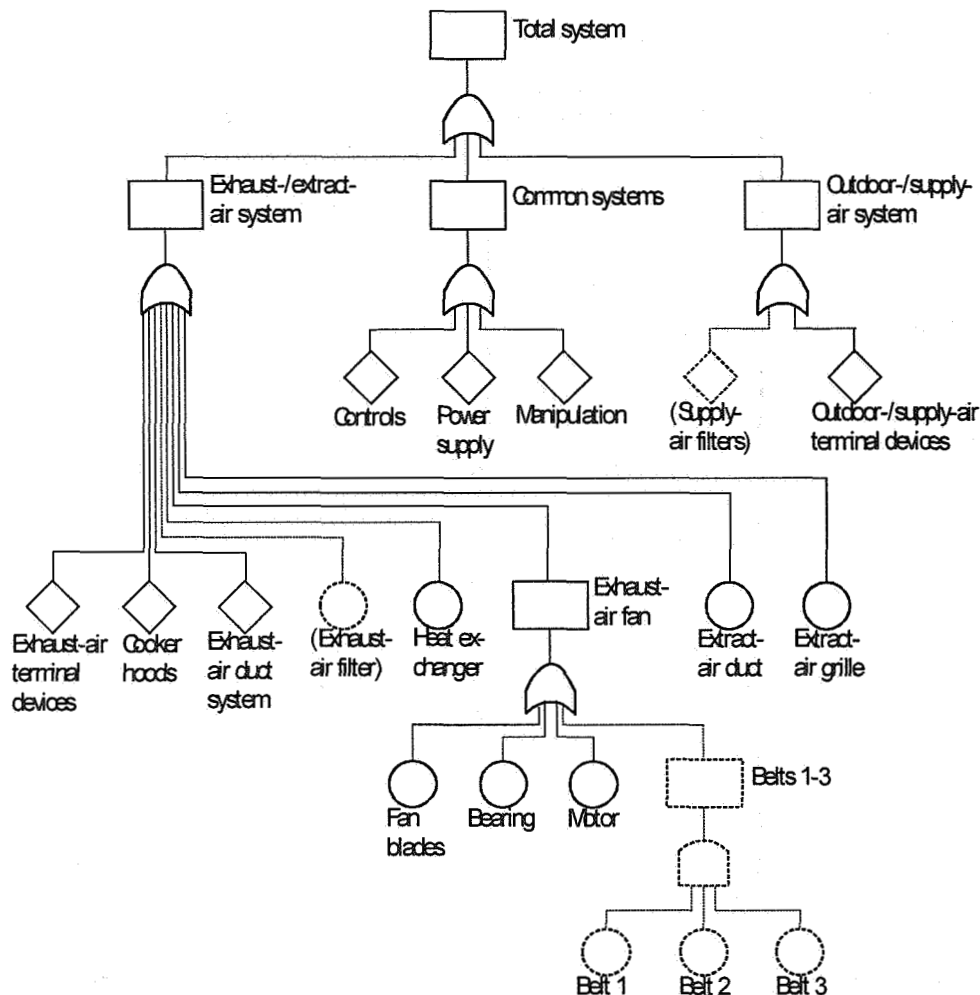 Total system
Exhaust-/extract-
air system
Common systems
Outdoor-/supply-
air system
Controls
Power
supply
Manipulation
(Supply-
air filters)
Outdoor-/supply-air
terminal devices
Exhaust-air
terminal
devices
Cooker
hoods
Exhaust-
air duct
system
(Exhaust-
air filter)
Heat ex-
changer
Exhaust-
air fan
Extract-
air duct
Extract-
air grille
Fan
blades
Bearing
Motor
Belts 1-3
Belt 1
Belt 2
Belt 3